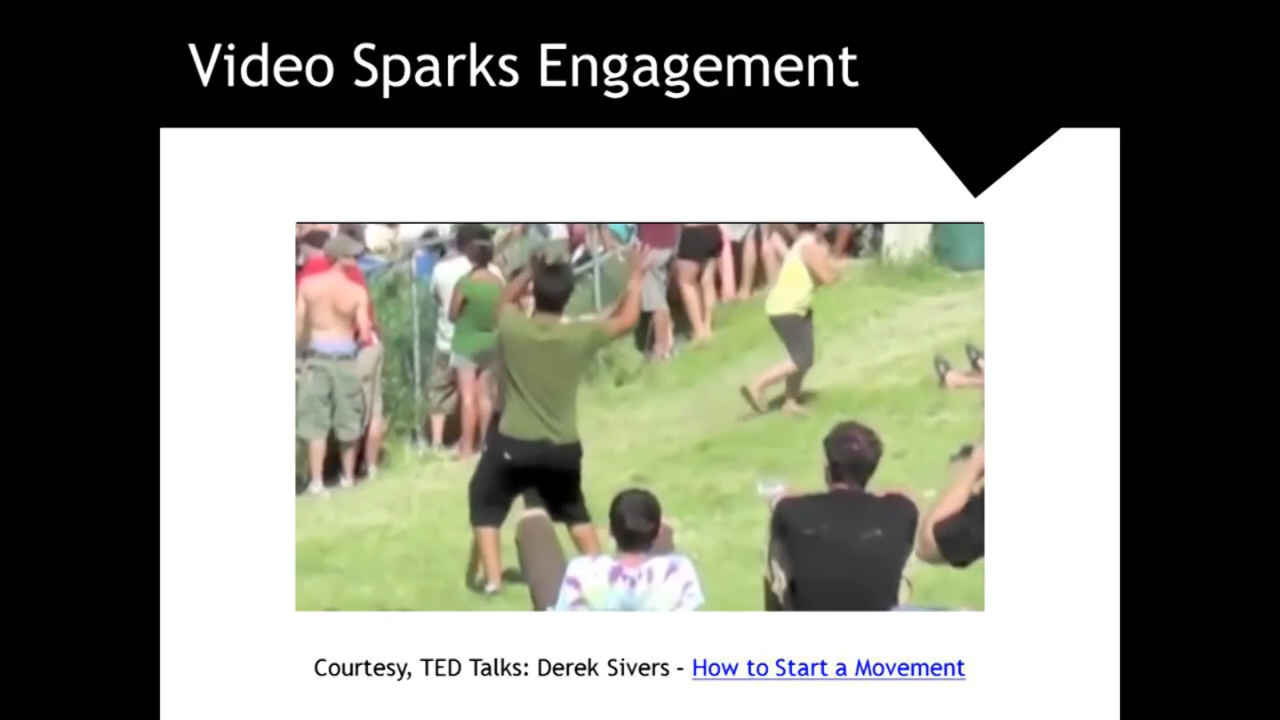 Video Sparks Engagement
Courtesy, TED Talks: Derek Sivers - How to Start a Movement